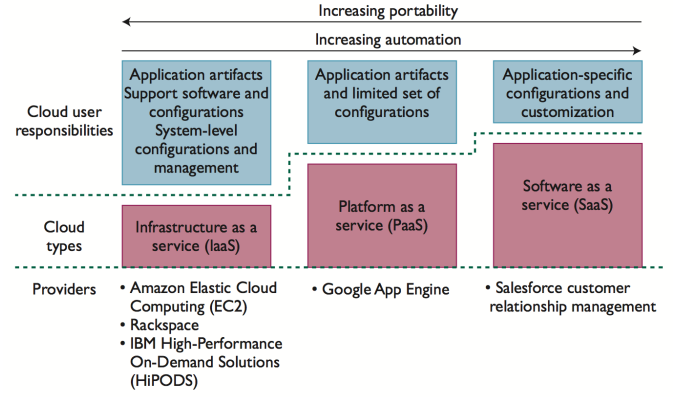 Increasing portability
Increasing automation
Cloud user
responsibilities
Application artifacts
Support software and
configurations
System-level
configurations and
management
Application artifacts
and limited set of
configurations
Application-specific
configurations and
customization
Cloud
types
Infrastructure as a
service (IaaS)
Platform as a
service (PaaS)
Software as a
service (SaaS)
Providers
• Amazon Elastic Cloud
Computing (EC2)
• Rackspace
• IBM High-Performance
On-Demand Solutions
(HiPODS)
• Google App Engine
• Salesforce customer
relationship management